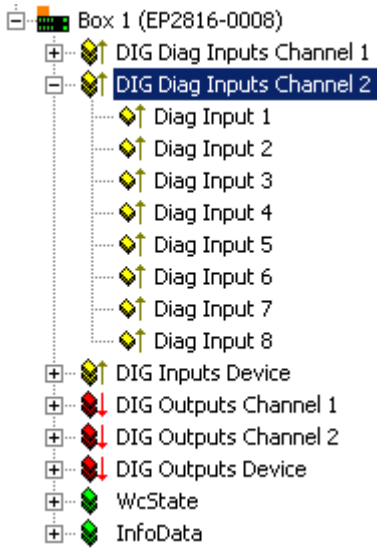 Box 1 (EP2816-0008)
DIG Diag Inputs Channel 1
DIG Diag Inputs Channel 2
Diag Input 1
Diag Input 2
Diag Input 3
Diag Input 4
Diag Input 5
Diag Input 6
Diag Input 7
Diag Input 8
DIG Inputs Device
DIG Outputs Channel 1
DIG Outputs Channel 2
DIG Outputs Device
WcState
InfoData